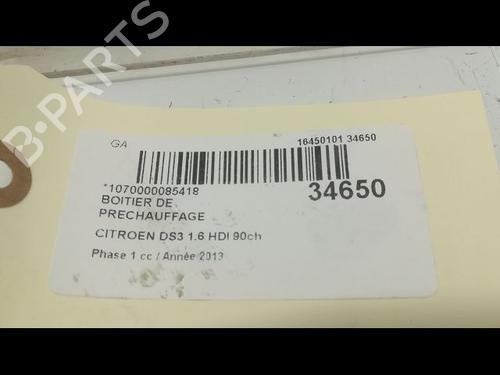 GA
16450101 34650
*1070000085418
34650
BOITIER DE
PRECHAUFFAGE
CITROEN DS3 1.6 HDI 90ch
Phase 1 cc / Année 2013
B-PARTS